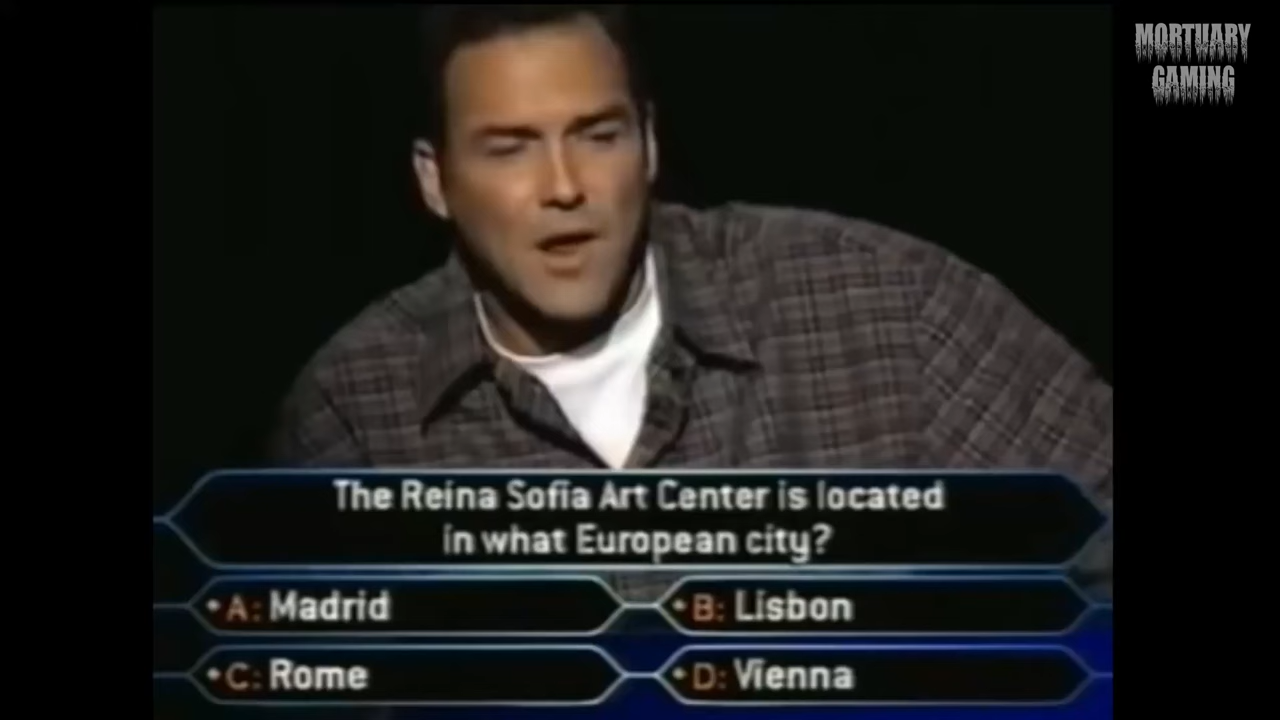 MORTUARY
GAMING
The Reina Sofia Art Center is located
in what European city?
A: Madrid
B: Lisbon
C: Rome
D: Vienna